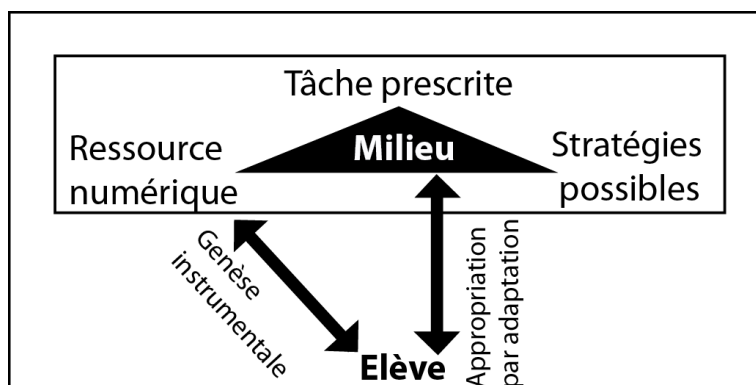 Tâche prescrite
Ressource
numérique
Milieu
Stratégies
possibles
Genèse
instrumentale
Appropriation
par adaptation
Elève